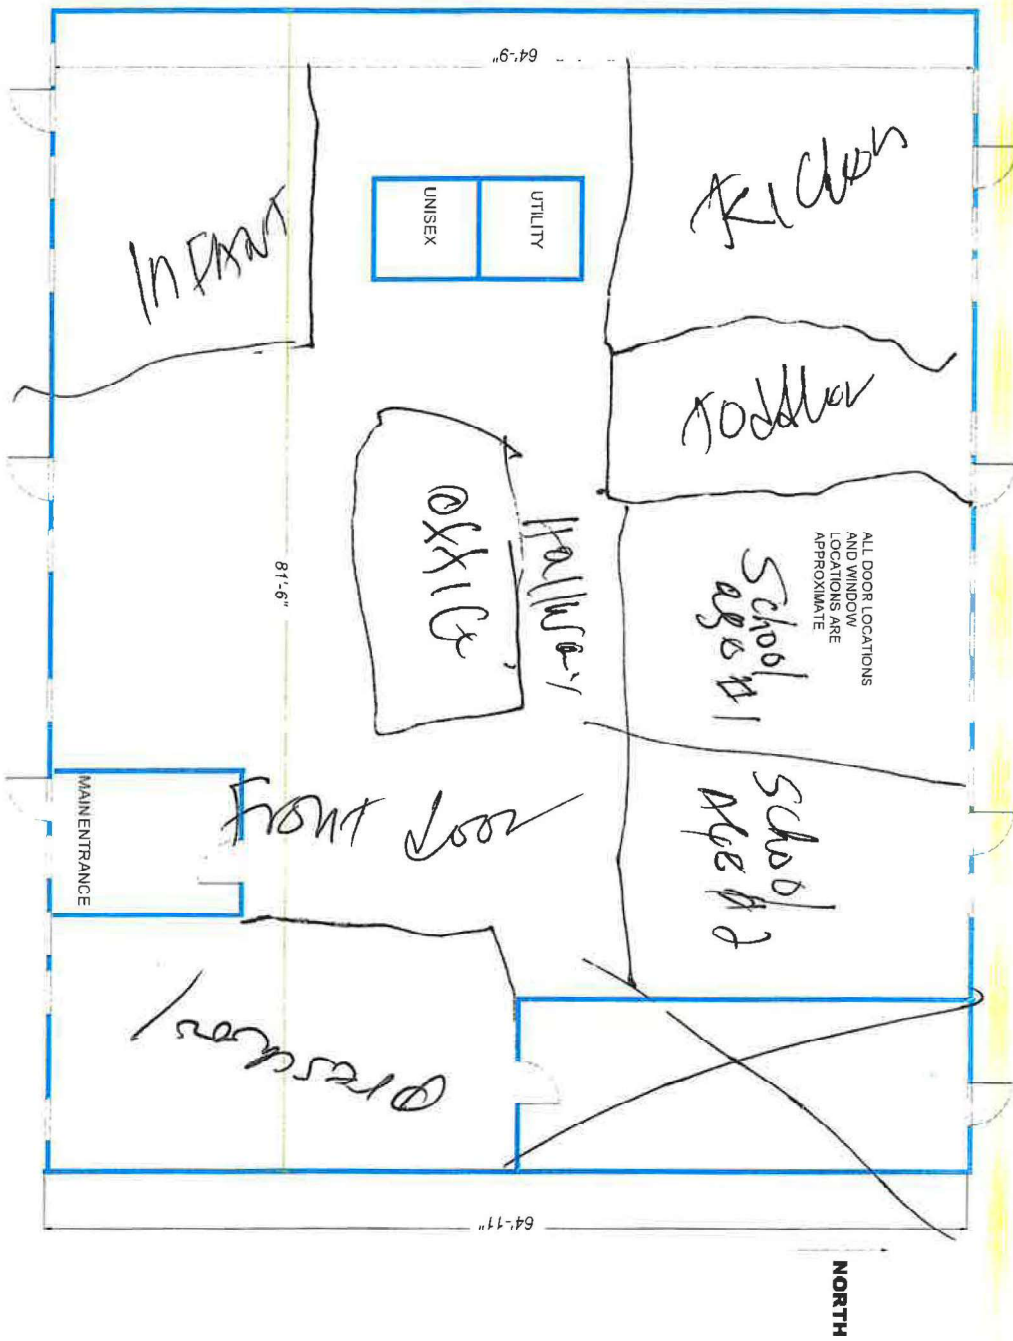 64'-9"
Kichen
INFANT
UTILITY
UNISEX
Toddler
OFFICE
Hallway
ALL DOOR LOCATIONS
AND WINDOW
LOCATIONS ARE
APPROXIMATE
School
age #1
81'-6"
MAIN ENTRANCE
Front door
School
Age #2
Preschool
64'-11"
NORTH